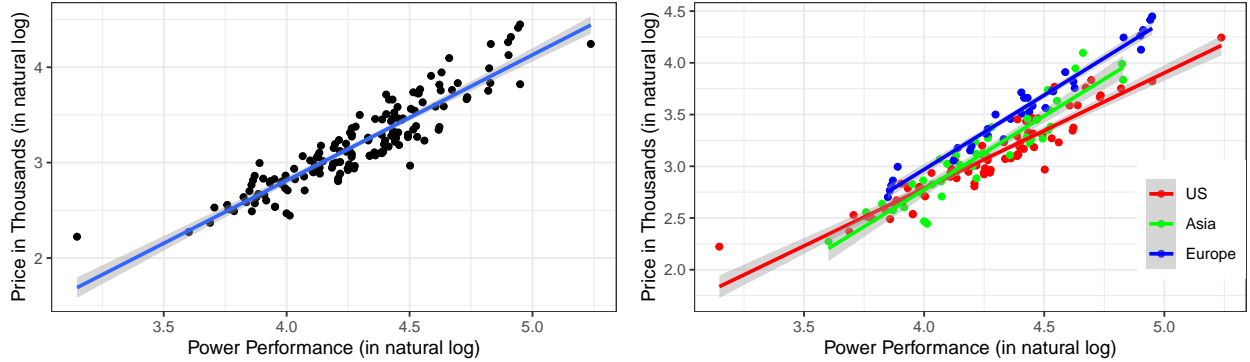 Price in Thousands (in natural log)
4
3
2
3.5 4.0 4.5 5.0
Power Performance (in natural log)
Price in Thousands (in natural log)
4.5
4.0
3.5
3.0
2.5
2.0
3.5 4.0 4.5 5.0
Power Performance (in natural log)
US
Asia
Europe